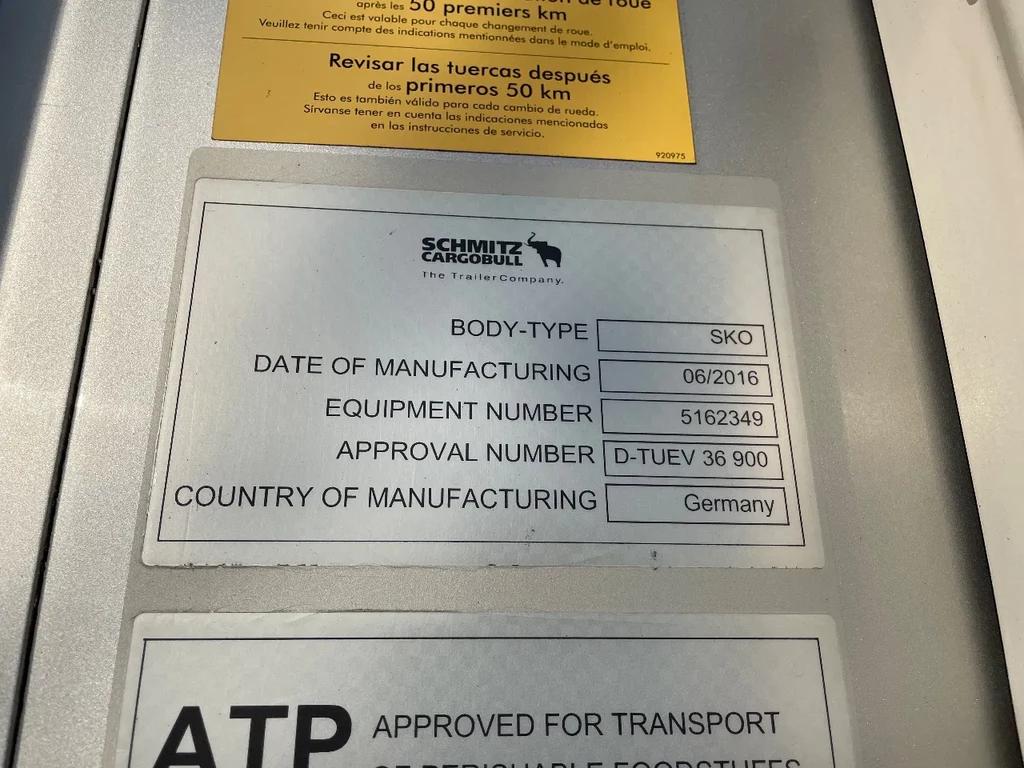 après les 50 premiers km
Ceci est valable pour chaque changement de roue.
Veuillez tenir compte des indications mentionnées dans le mode d'emploi.
Revisar las tuercas después
de los primeros 50 km
Esto es también válido para cada cambio de rueda.
Sírvanse tener en cuenta las indicaciones mencionadas
en las instrucciones de servicio.
920975
SCHMITZ
CARGOBULL
The TrailerCompany.
BODY-TYPE SKO
DATE OF MANUFACTURING 06/2016
EQUIPMENT NUMBER 5162349
APPROVAL NUMBER D-TUEV 36 900
COUNTRY OF MANUFACTURING Germany
ATP APPROVED FOR TRANSPORT
OF PERISHABLE FOODSTUFFS